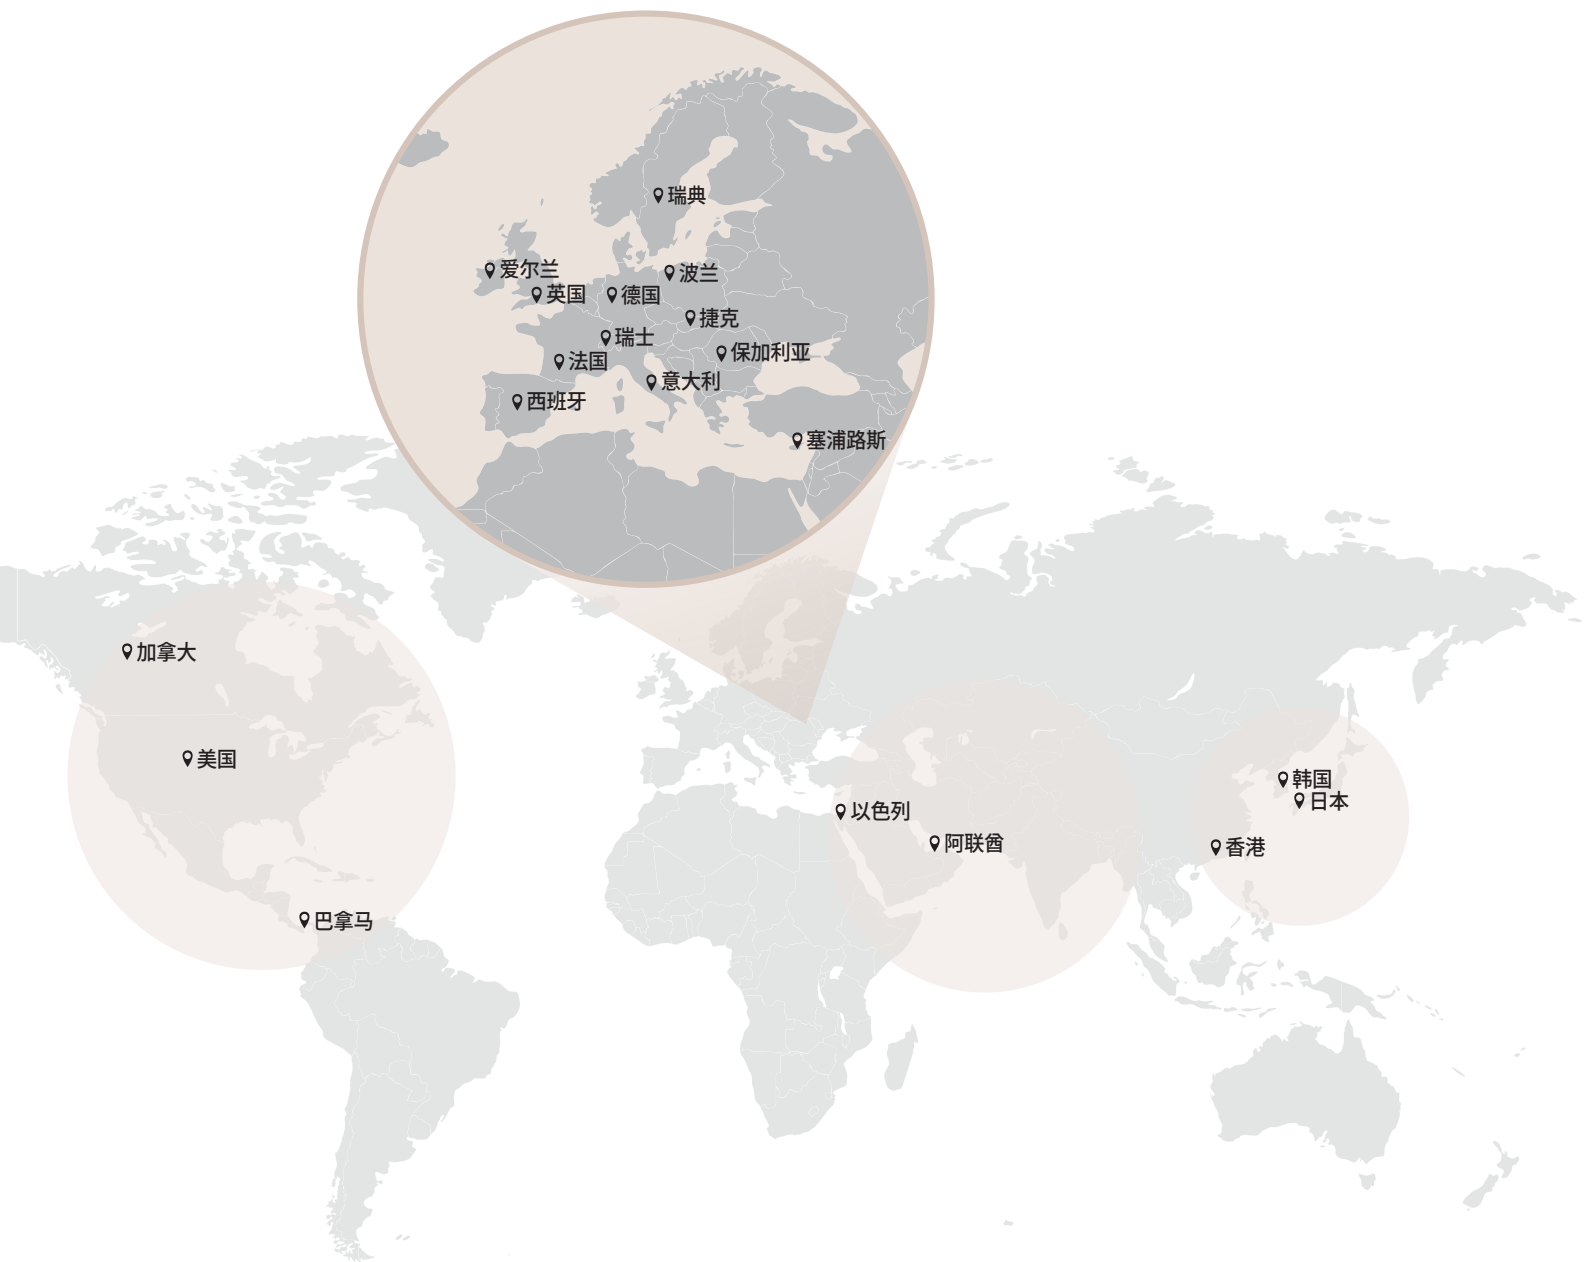 瑞典
爱尔兰
波兰
英国
德国
捷克
瑞士
保加利亚
法国
意大利
西班牙
塞浦路斯
加拿大
美国
巴拿马
以色列
阿联酋
韩国
日本
香港